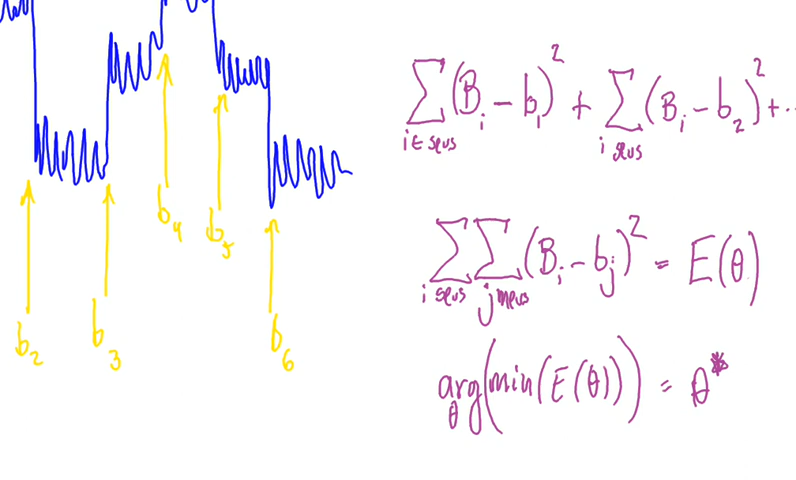 ∑(B_i − b_1)² + ∑(B_i − b_2)² + ...
i ∈ segs i segs
∑∑(B_i − b_j)² = E(θ)
i segs j
arg(min(E(θ))) = θ*
θ
b_4
b_5
b_2 b_3 b_6